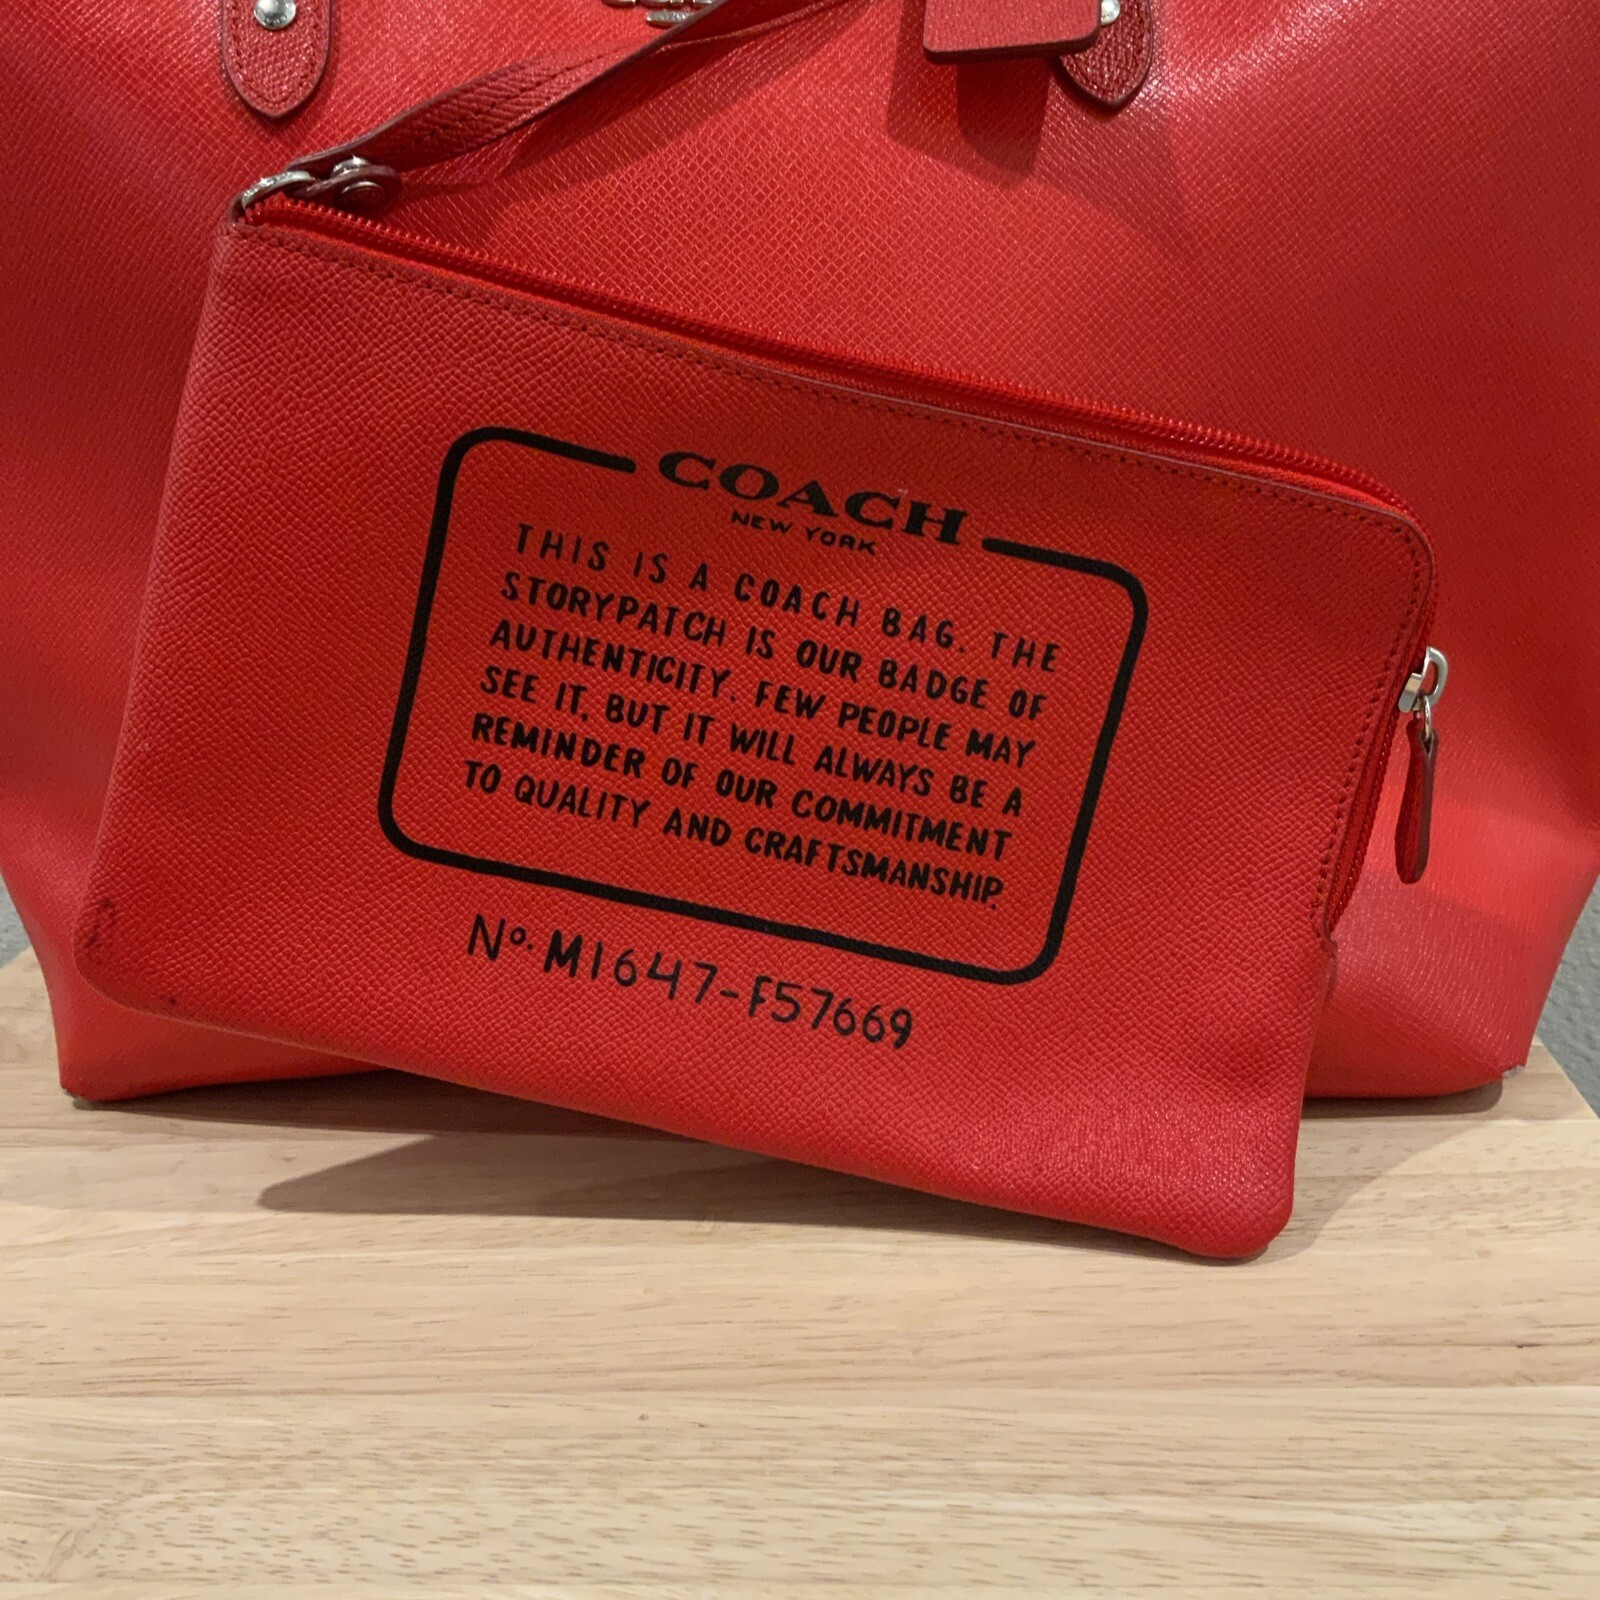 COACH
NEW YORK
THIS IS A COACH BAG. THE
STORYPATCH IS OUR BADGE OF
AUTHENTICITY. FEW PEOPLE MAY
SEE IT, BUT IT WILL ALWAYS BE A
REMINDER OF OUR COMMITMENT
TO QUALITY AND CRAFTSMANSHIP.
Nº. M1647-F57669